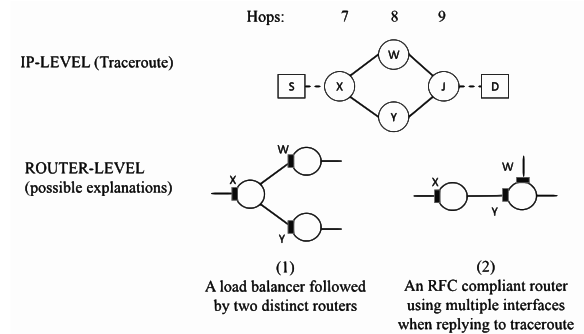 Hops: 7 8 9
IP-LEVEL (Traceroute)
W
S X J D
Y
ROUTER-LEVEL
(possible explanations)
X W Y
X W Y
(1)
A load balancer followed
by two distinct routers
(2)
An RFC compliant router
using multiple interfaces
when replying to traceroute